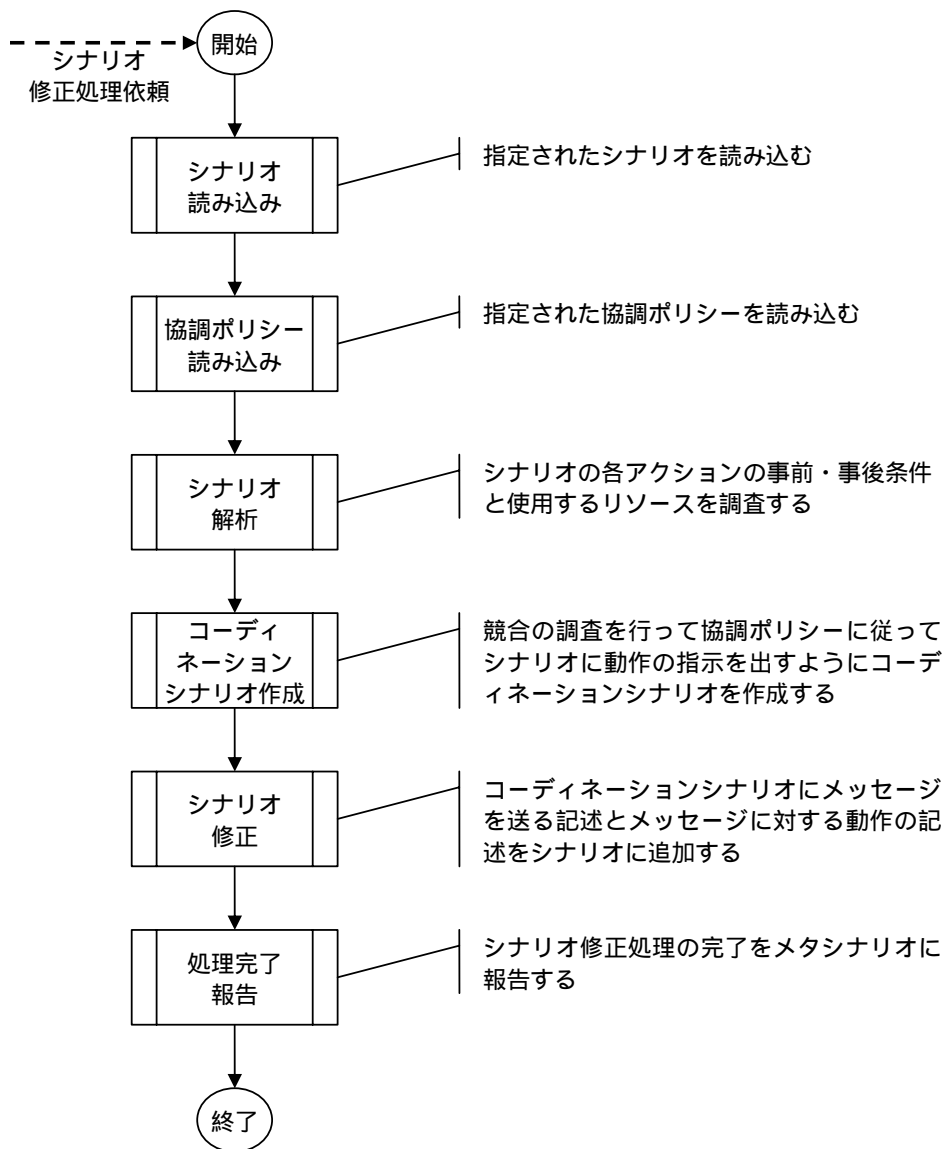 開始
シナリオ
修正処理依頼
シナリオ
読み込み
指定されたシナリオを読み込む
協調ポリシー
読み込み
指定された協調ポリシーを読み込む
シナリオ
解析
シナリオの各アクションの事前・事後条件
と使用するリソースを調査する
コーディ
ネーション
シナリオ作成
競合の調査を行って協調ポリシーに従って
シナリオに動作の指示を出すようにコーデ
ィネーションシナリオを作成する
シナリオ
修正
コーディネーションシナリオにメッセージ
を送る記述とメッセージに対する動作の記
述をシナリオに追加する
処理完了
報告
シナリオ修正処理の完了をメタシナリオに
報告する
終了